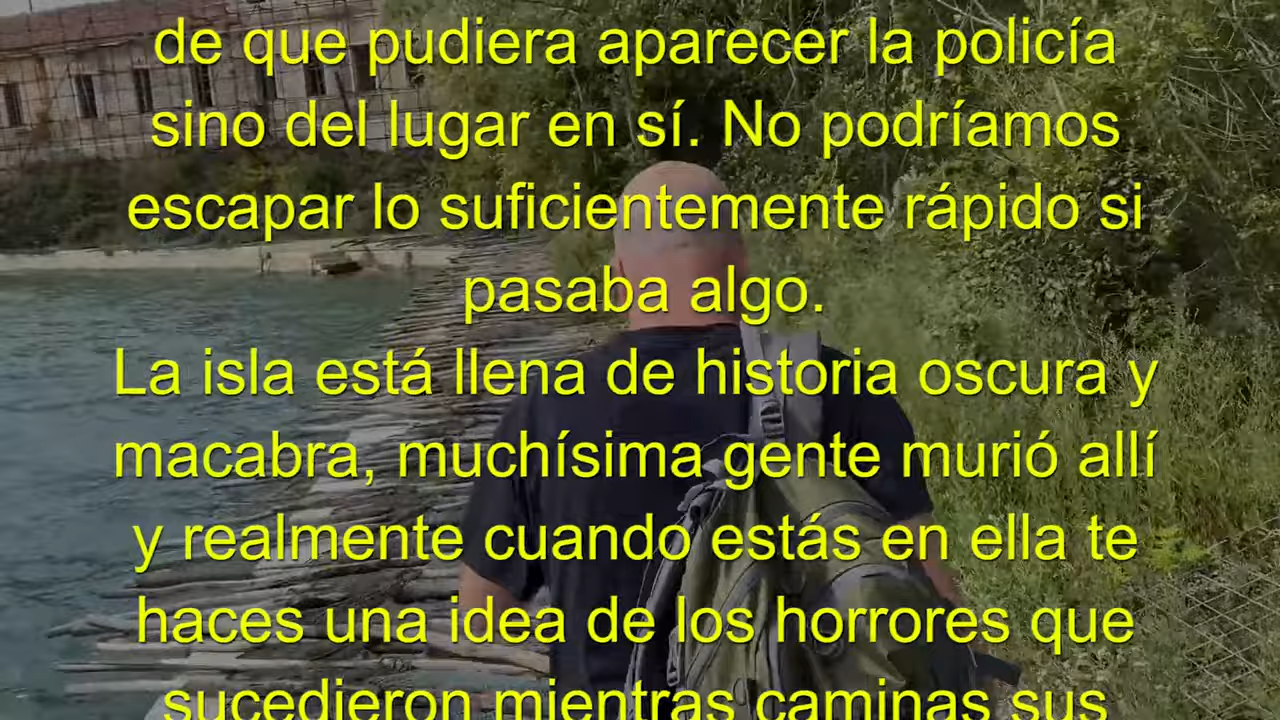 de que pudiera aparecer la policía
sino del lugar en sí. No podríamos
escapar lo suficientemente rápido si
pasaba algo.
La isla está llena de historia oscura y
macabra, muchísima gente murió allí
y realmente cuando estás en ella te
haces una idea de los horrores que
sucedieron mientras caminas sus